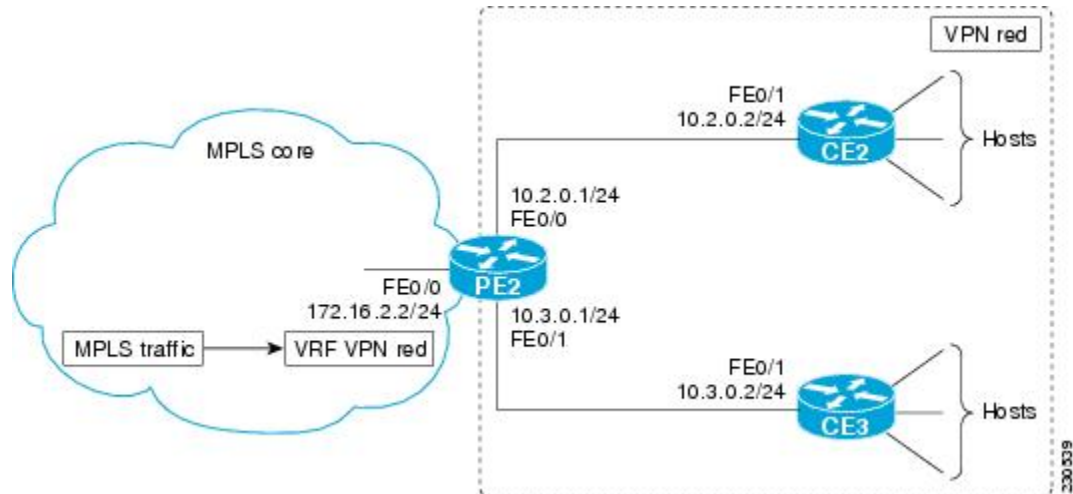 VPN red
FE0/1
10.2.0.2/24
CE2
Hosts
MPLS core
10.2.0.1/24
FE0/0
PE2
FE0/0
172.16.2.2/24
10.3.0.1/24
FE0/1
MPLS traffic
VRF VPN red
FE0/1
10.3.0.2/24
CE3
Hosts
230539